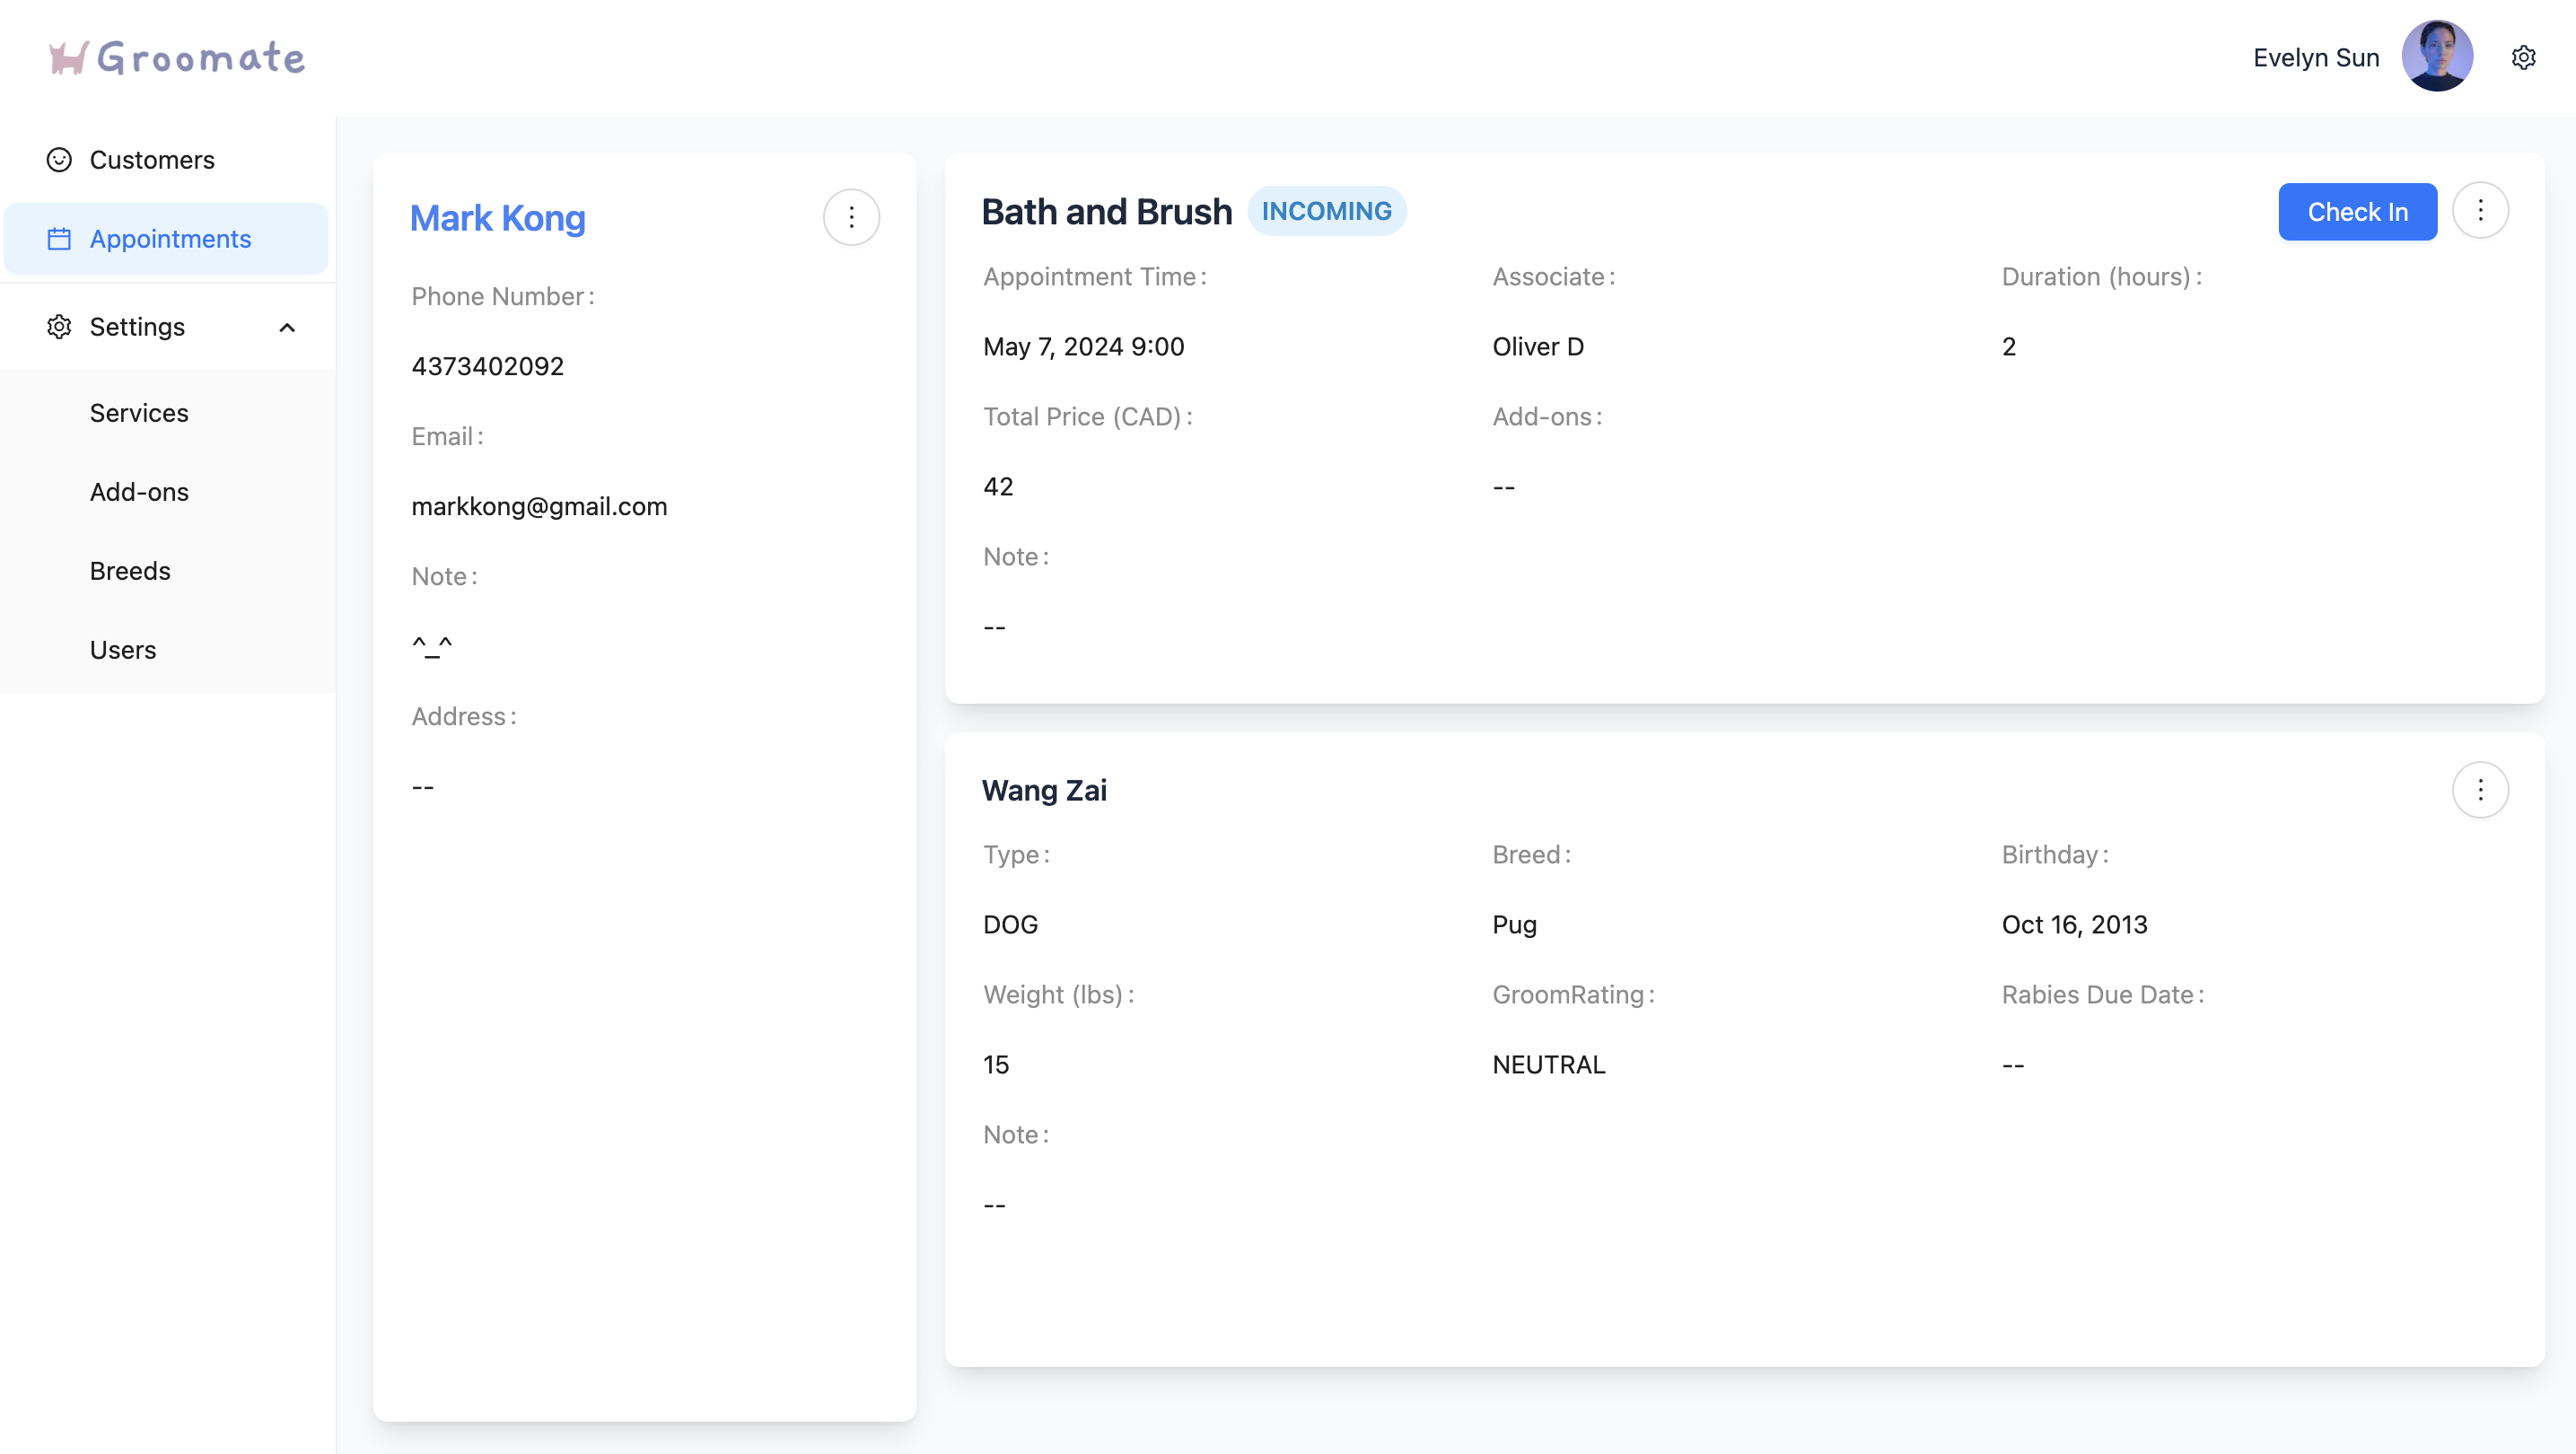 Groomate
Evelyn Sun
Customers
Appointments
Settings
Services
Add-ons
Breeds
Users
Mark Kong
Phone Number:
4373402092
Email:
markkong@gmail.com
Note:
^_^
Address:
--
Bath and Brush INCOMING
Check In
Appointment Time: Associate: Duration (hours):
May 7, 2024 9:00 Oliver D 2
Total Price (CAD): Add-ons:
42 --
Note:
--
Wang Zai
Type: Breed: Birthday:
DOG Pug Oct 16, 2013
Weight (lbs): GroomRating: Rabies Due Date:
15 NEUTRAL --
Note:
--